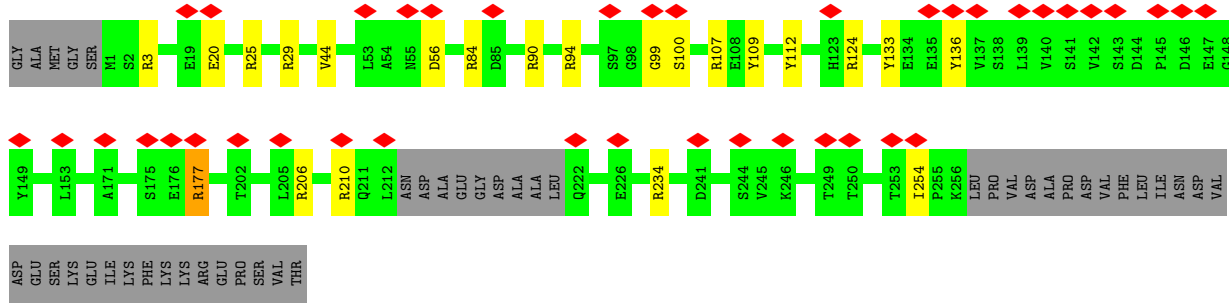 GLY ALA MET GLY SER M1 S2 R3 E19 E20 R25 R29 V44 L53 A54 N55 D56 R84 D85 R90 R94 S97 G98 G99 S100 R107 E108 Y109 Y112 H123 R124 Y133 E134 E135 Y136 V137 S138 L139 V140 S141 V142 S143 D144 P145 D146 E147 G148
Y149 L153 A171 S175 E176 R177 T202 L205 R206 R210 Q211 L212 ASN ASP ALA GLU GLY ASP ALA ALA LEU Q222 E226 R234 D241 S244 V245 K246 T249 T250 T253 I254 P255 K256 LEU PRO VAL ASP ALA PRO ASP VAL PHE LEU ILE ASN ASP VAL
ASP GLU SER LYS GLU ILE LYS PHE LYS LYS ARG GLU PRO SER VAL THR